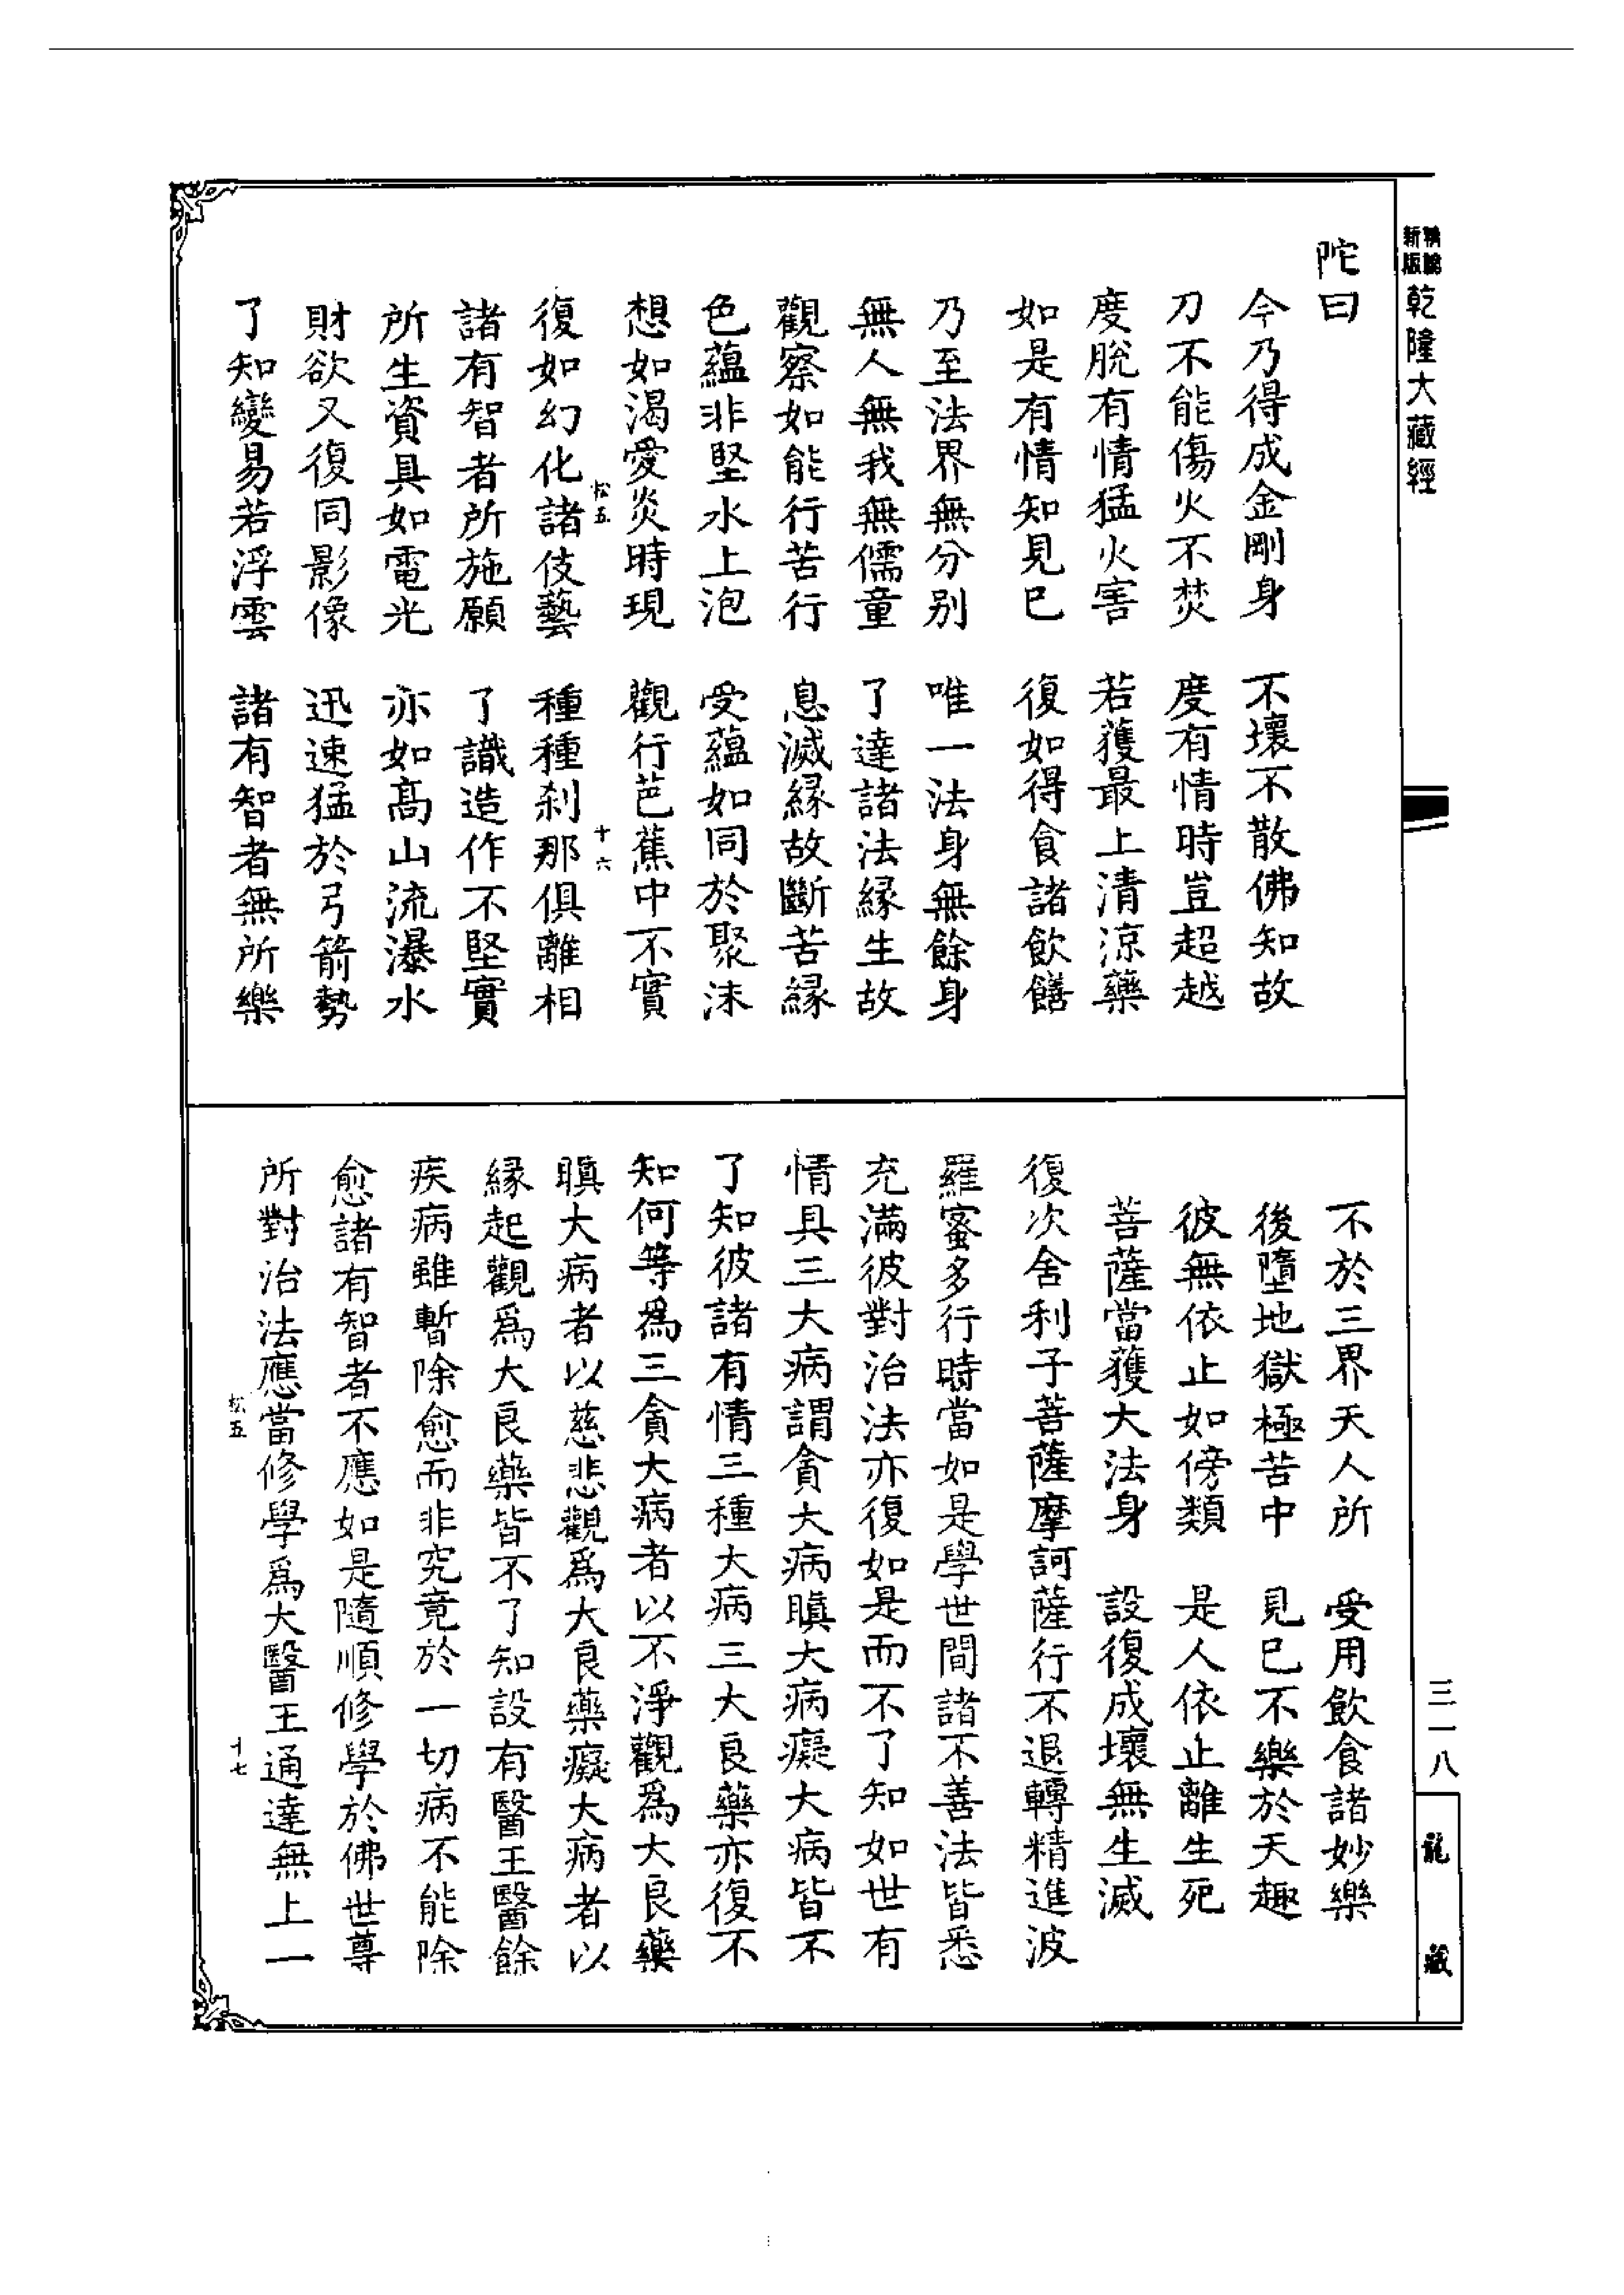 新版
乾隆大藏經
陀曰
今乃得成金剛身　不壞不散佛知故
刀不能傷火不焚　度有情時豈超越
度脫有情猛火害　若獲最上清涼藥
如是有情知見巳　復如得食諸飲饍
乃至法界無分别　唯一法身無餘身
無人無我無儒童　了達諸法緣生故
觀察如能行苦行　息滅緣故斷苦緣
色蘊非堅水上泡　受蘊如同於聚沫
想如渴愛炎時現　觀行芭蕉中不實
松五　十六
復如幻化諸伎藝　種種剎那俱離相
諸有智者所施願　了識造作不堅實
所生資具如電光　亦如高山流瀑水
財欲又復同影像　迅速猛於弓箭勢
了知變易若浮雲　諸有智者無所樂
不於三界天人所　受用飲食諸妙樂
後墮地獄極苦中　見巳不樂於天趣
彼無依止如傍類　是人依止離生死
菩薩當獲大法身　設復成壞無生滅
復次舍利子菩薩摩訶薩行不退轉精進波
羅蜜多行時當如是學世間諸不善法皆悉
充滿彼對治法亦復如是而不了知如世有
情具三大病謂貪大病瞋大病癡大病皆不
了知彼諸有情三種大病三大良藥亦復不
知何等為三貪大病者以不淨觀為大良藥
瞋大病者以慈悲觀爲大良藥癡大病者以
緣起觀爲大良藥皆不了知設有醫王醫餘
疾病雖暫除愈而非究竟於一切病不能除
愈諸有智者不應如是隨順修學於佛世尊
所對治法應當修學爲大醫王通達無上一
松五　十七
三一八
龍藏